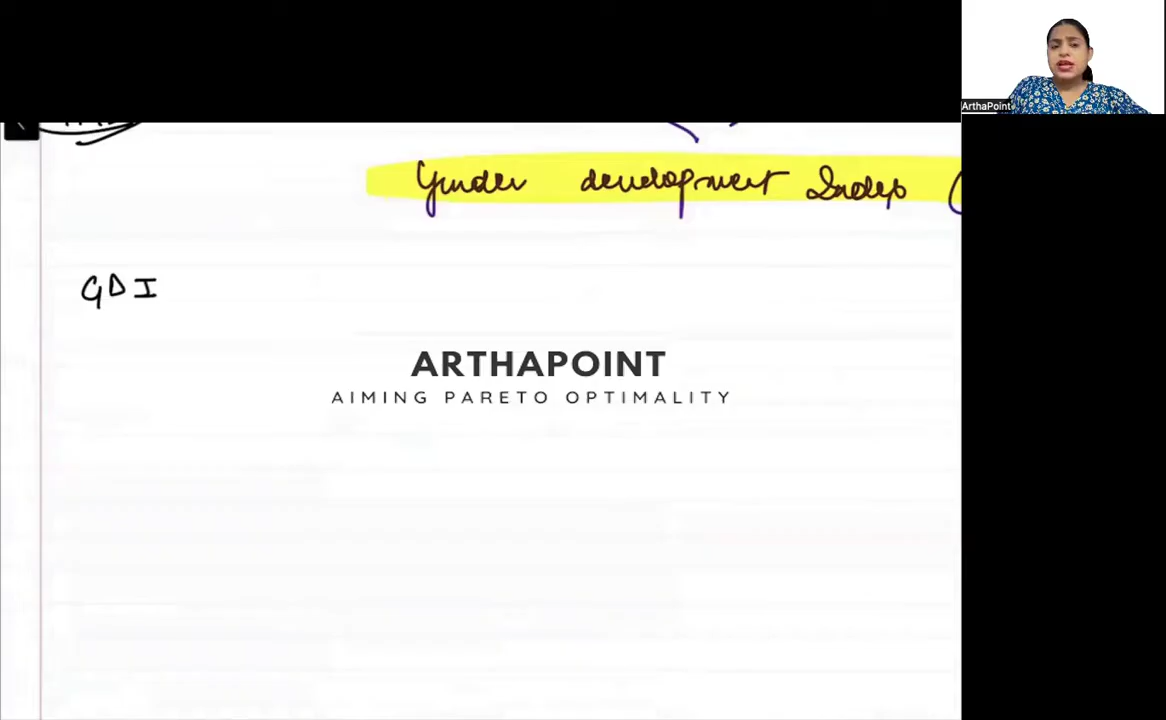 ArthaPoint
Gender development Index (
GDI
ARTHAPOINT
AIMING PARETO OPTIMALITY